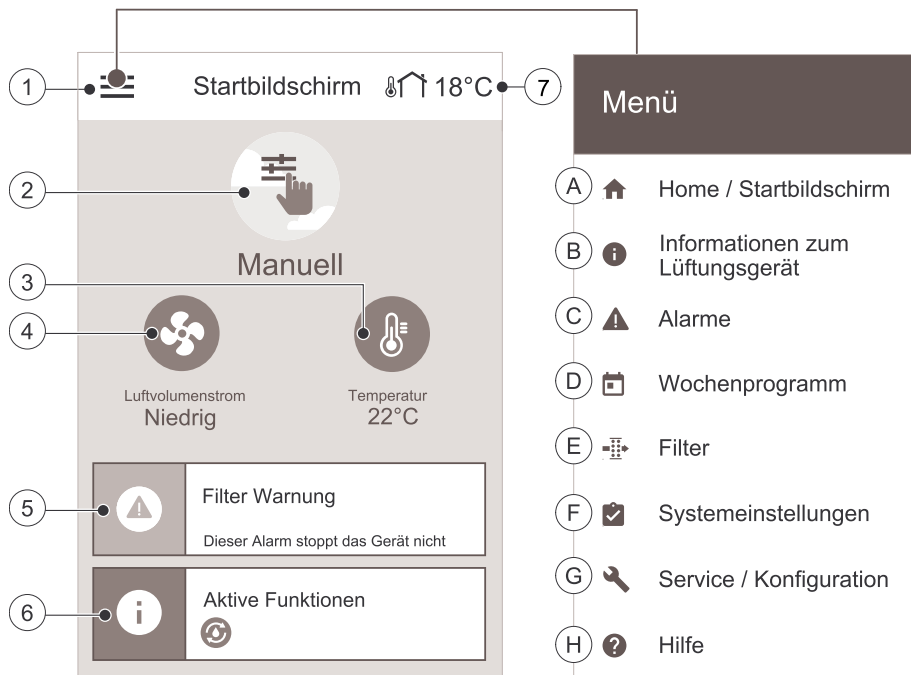 1
Startbildschirm 18°C
7
2
Manuell
3
4
Luftvolumenstrom
Niedrig
Temperatur
22°C
5
Filter Warnung
Dieser Alarm stoppt das Gerät nicht
6
i
Aktive Funktionen
Menü
A Home / Startbildschirm
B i Informationen zum
Lüftungsgerät
C Alarme
D Wochenprogramm
E Filter
F Systemeinstellungen
G Service / Konfiguration
H ? Hilfe